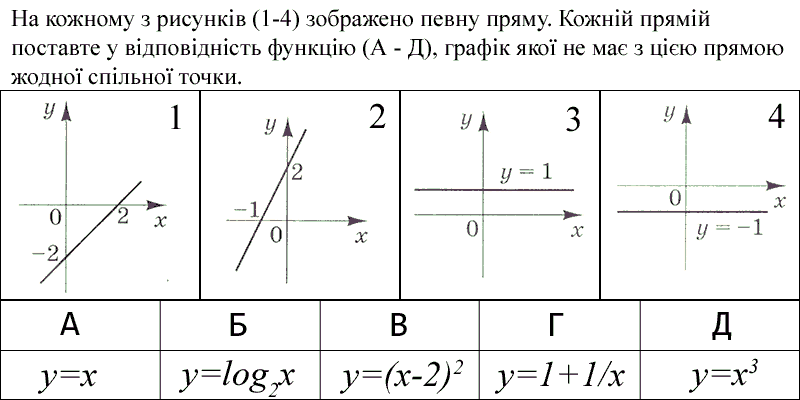 На кожному з рисунків (1-4) зображено певну пряму. Кожній прямій
поставте у відповідність функцію (А - Д), графік якої не має з цією прямою
жодної спільної точки.
y 1
0 2 x
−2
y 2
2
−1 0 x
y 3
y = 1
0 x
y 4
0 x
y = −1
А Б В Г Д
y=x y=log₂x y=(x-2)² y=1+1/x y=x³